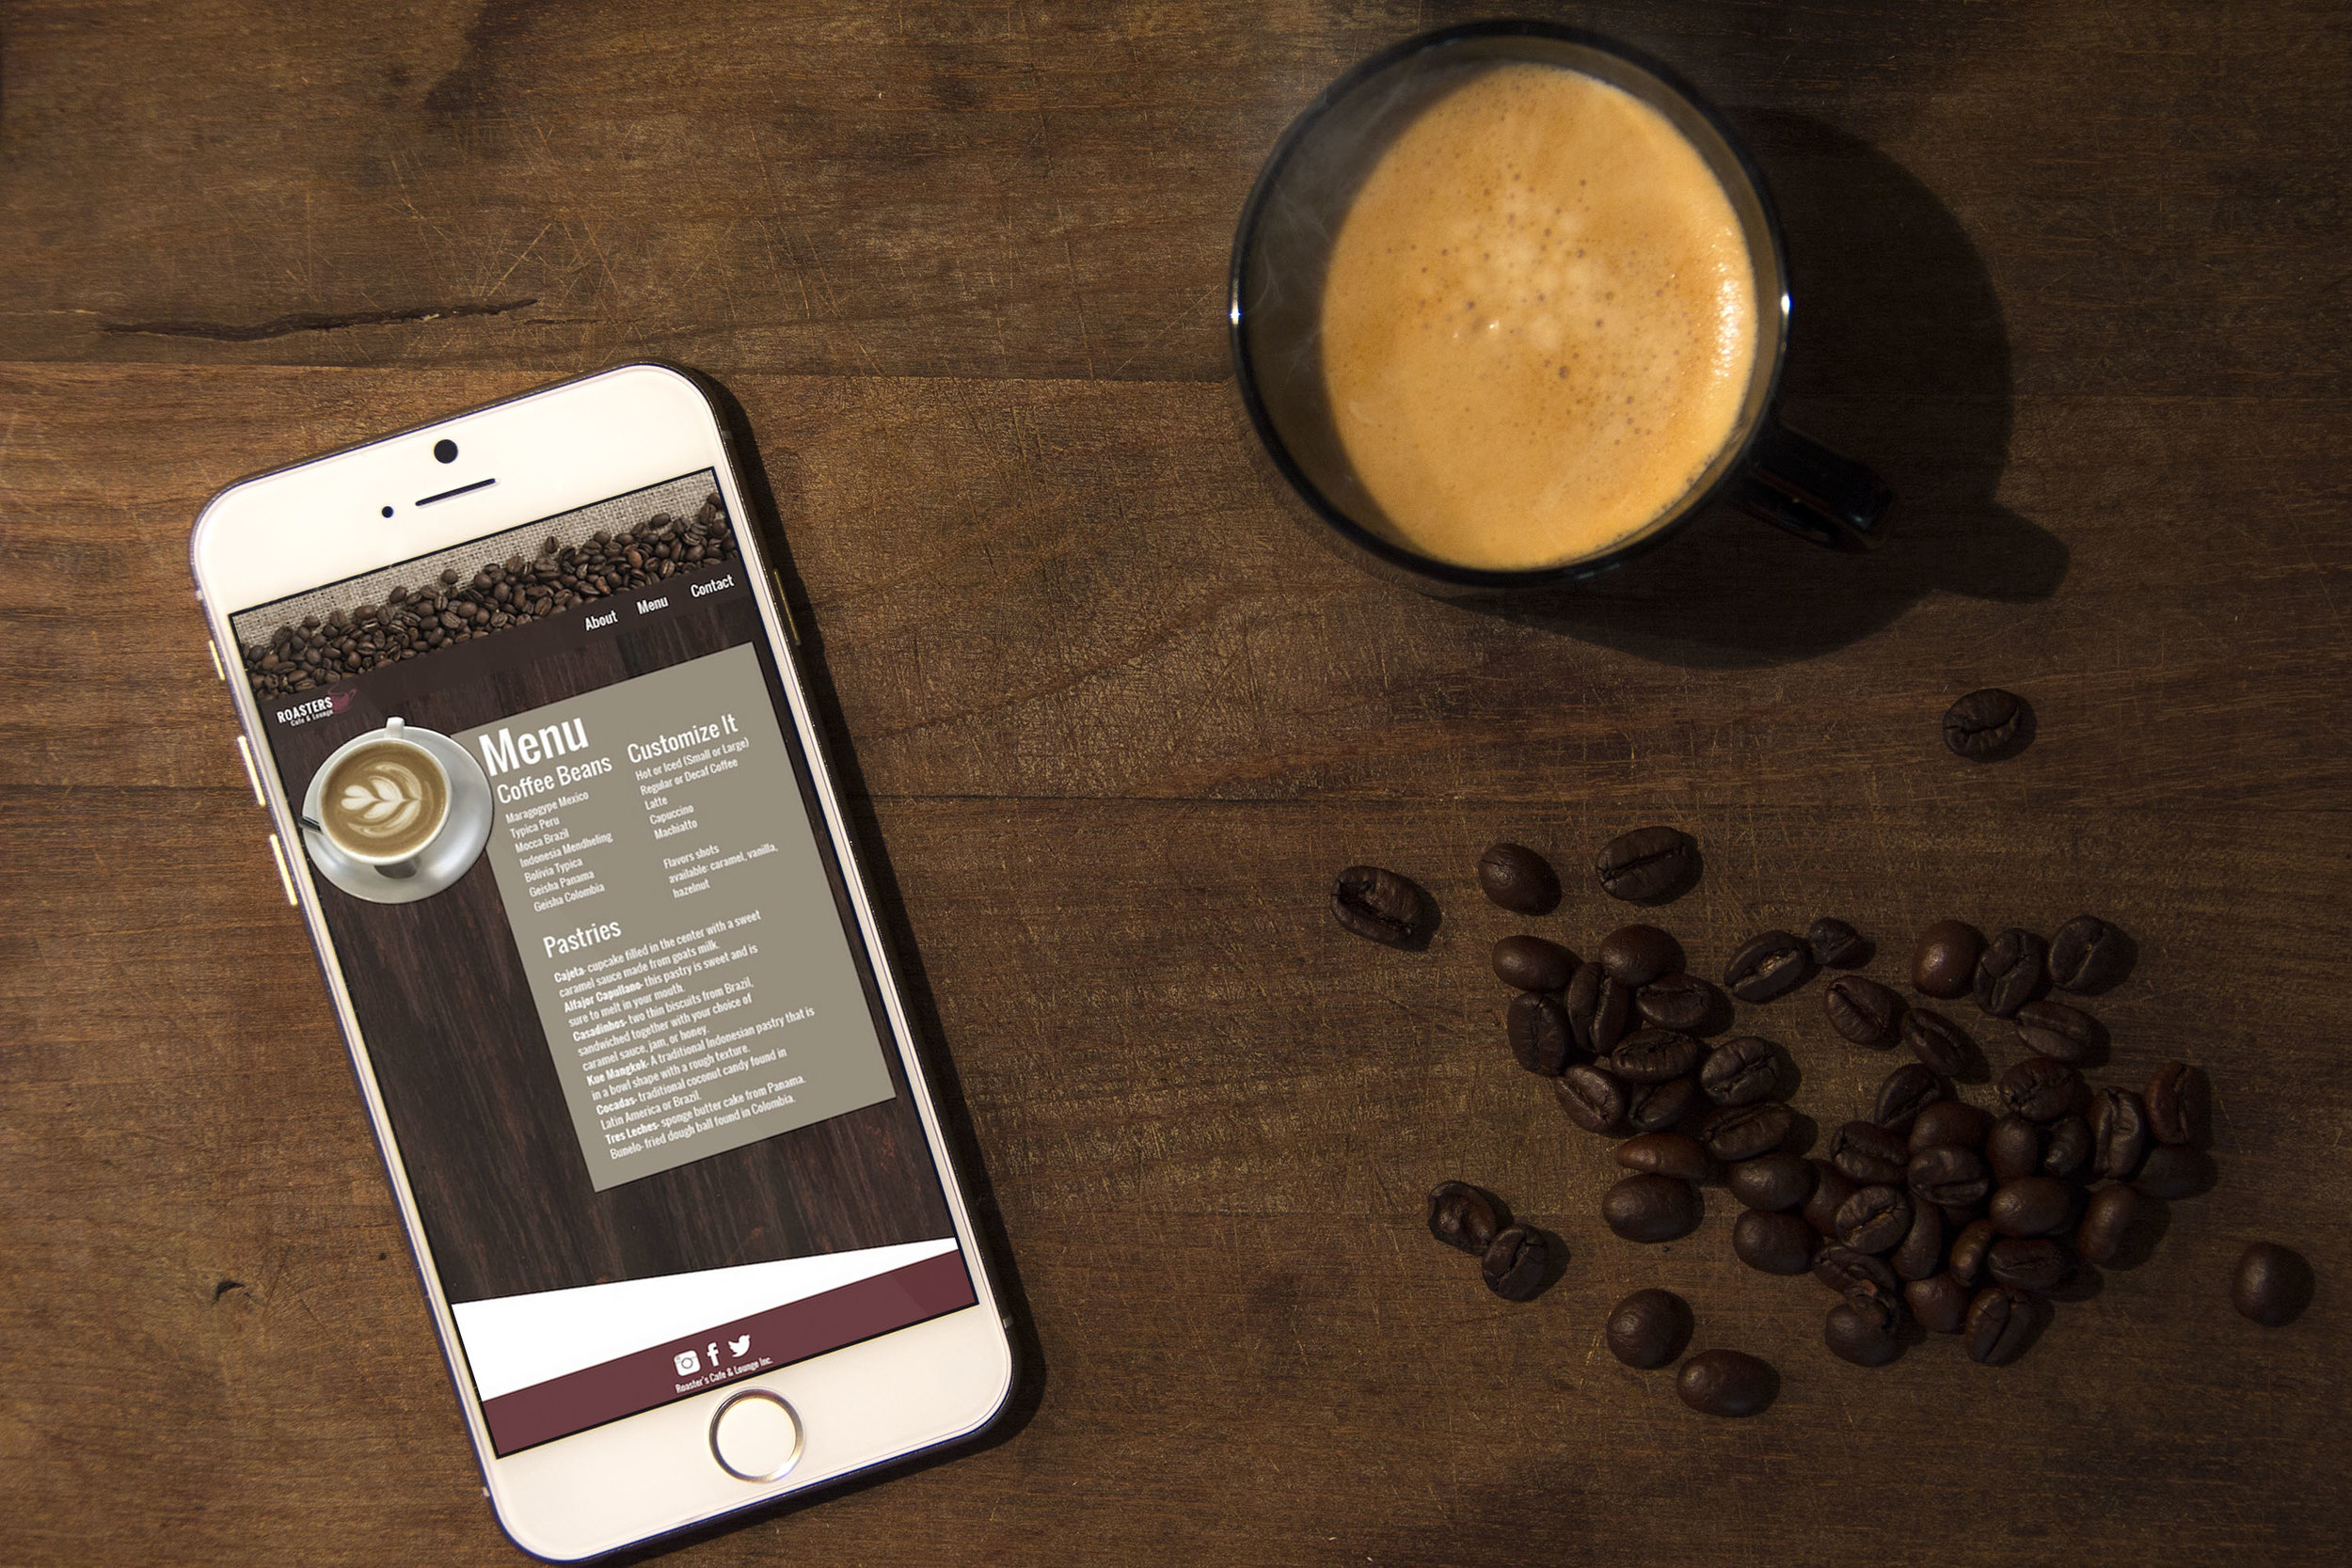 About Menu Contact
ROASTERS
Cafe & Lounge
Menu
Coffee Beans
Maragogype Mexico
Typica Peru
Mocca Brazil
Indonesia Mendheling
Bolivia Typica
Geisha Panama
Geisha Colombia
Customize It
Hot or Iced (Small or Large)
Regular or Decaf Coffee
Latte
Capuccino
Machiatto
Flavors shots
available: caramel, vanilla,
hazelnut
Pastries
Cajeta- cupcake filled in the center with a sweet
caramel sauce made from goats milk.
Alfajor Capullano- this pastry is sweet and is
sure to melt in your mouth.
Casadinhos- two thin biscuits from Brazil,
sandwiched together with your choice of
caramel sauce, jam, or honey.
Kue Mangkok- A traditional Indonesian pastry that is
in a bowl shape with a rough texture.
Cocadas- traditional coconut candy found in
Latin America or Brazil.
Tres Leches- sponge butter cake from Panama.
Bunelo- fried dough ball found in Colombia.
Roaster's Cafe & Lounge Inc.